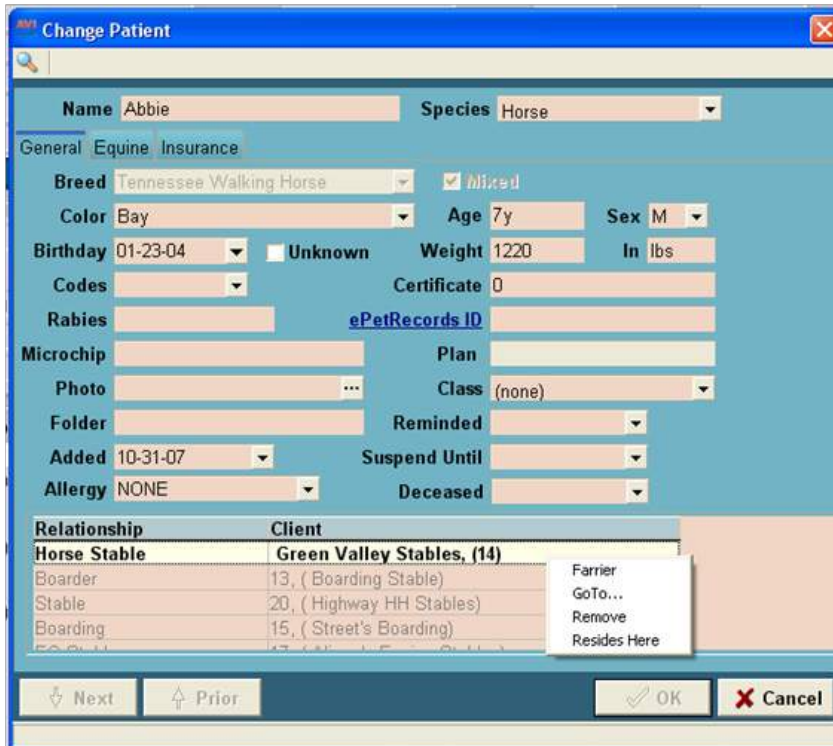 AVI Change Patient
Name Abbie Species Horse
General Equine Insurance
Breed Tennessee Walking Horse Mixed
Color Bay Age 7y Sex M
Birthday 01-23-04 Unknown Weight 1220 In lbs
Codes Certificate 0
Rabies ePetRecords ID
Microchip Plan
Photo ... Class (none)
Folder Reminded
Added 10-31-07 Suspend Until
Allergy NONE Deceased
Relationship Client
Horse Stable Green Valley Stables, (14)
Boarder 13, ( Boarding Stable)
Stable 20, ( Highway HH Stables)
Boarding 15, ( Street's Boarding)
Farrier
GoTo...
Remove
Resides Here
Next Prior OK Cancel